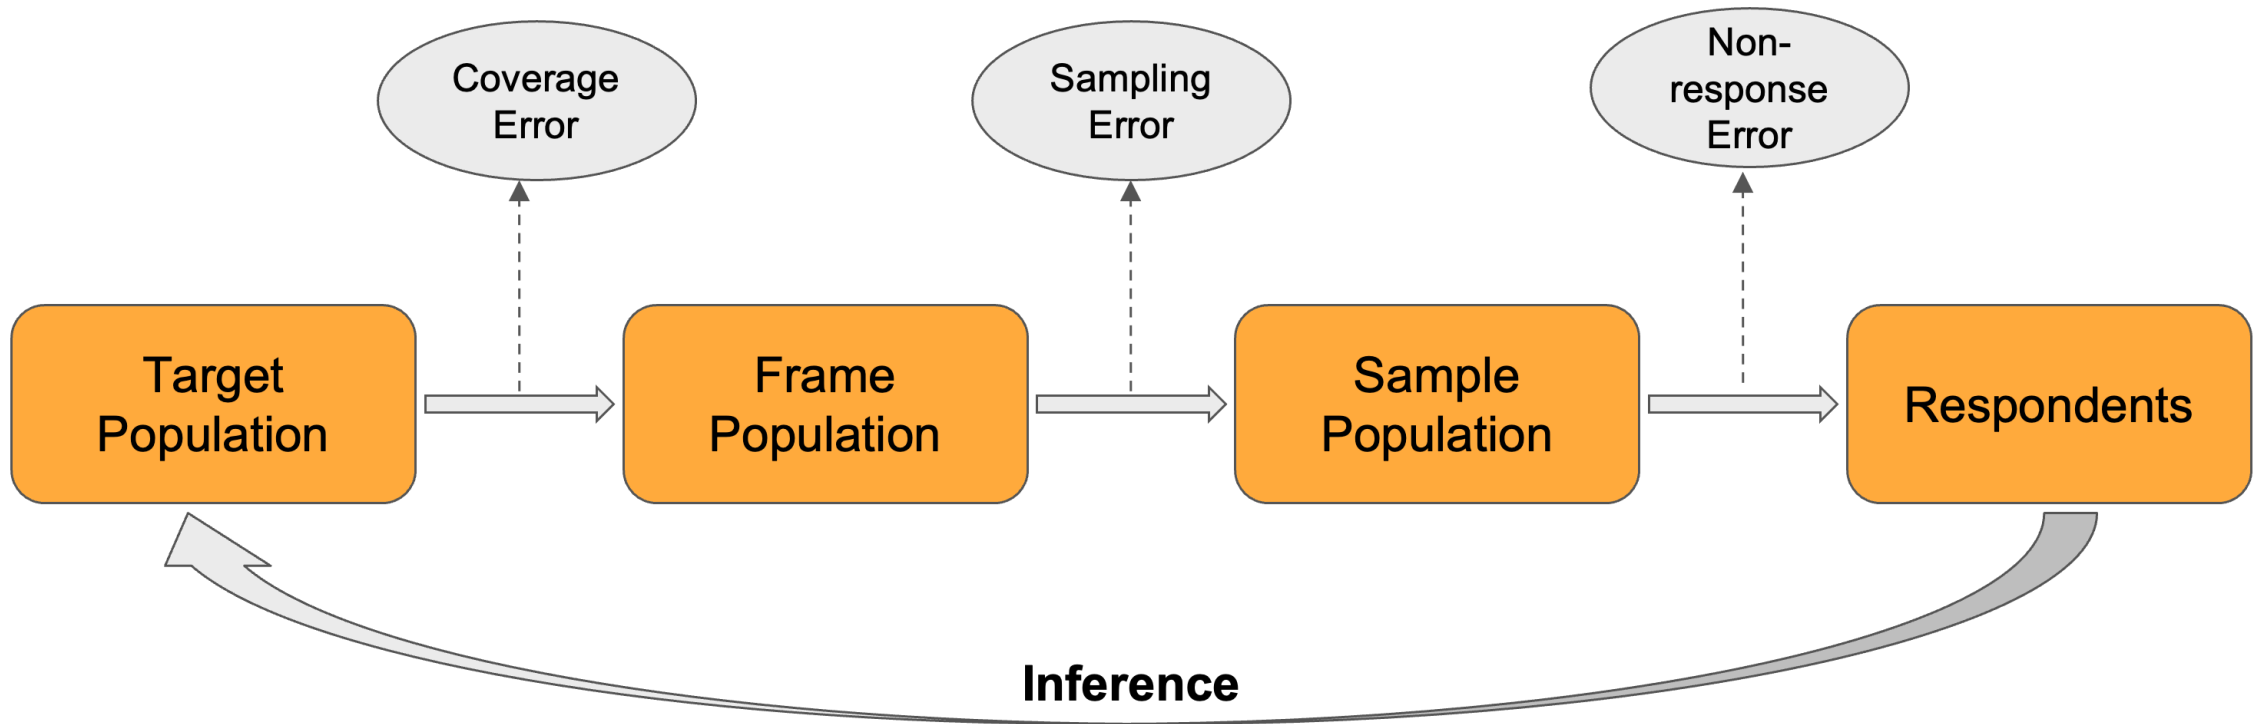 Coverage
Error
Sampling
Error
Non-
response
Error
Target
Population
Frame
Population
Sample
Population
Respondents
Inference